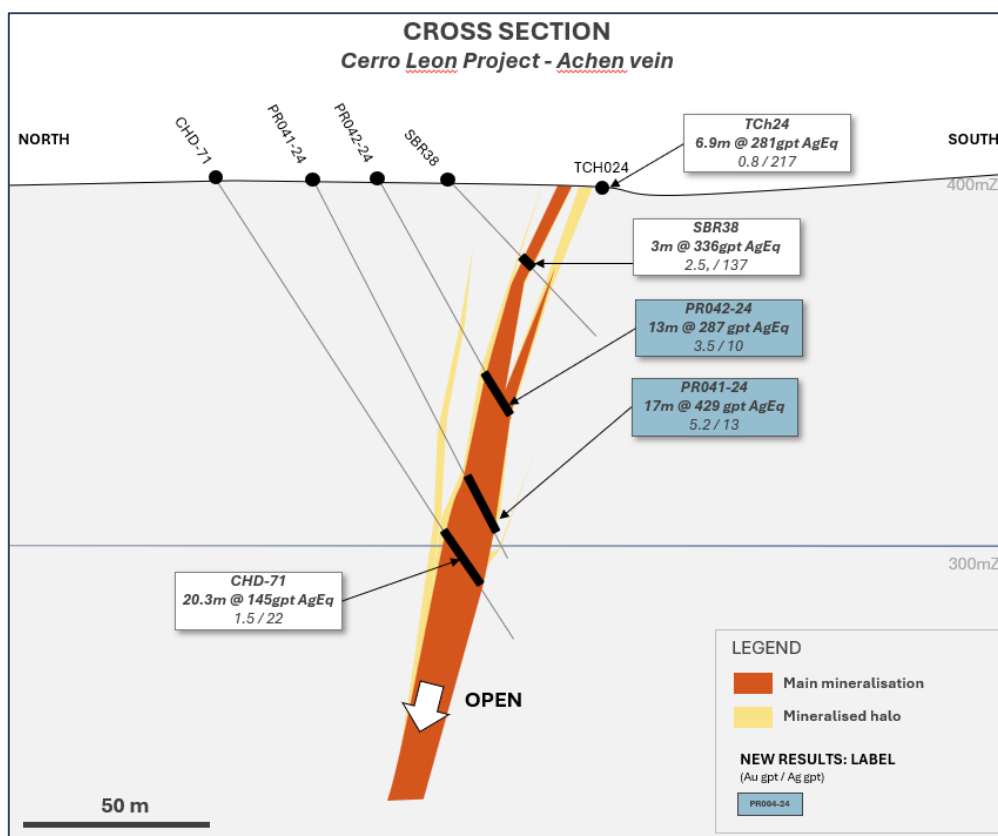 CROSS SECTION
Cerro Leon Project - Achen vein
NORTH
SOUTH
CHD-71
PR041-24
PR042-24
SBR38
TCH024
TCh24
6.9m @ 281gpt AgEq
0.8 / 217
400mZ
SBR38
3m @ 336gpt AgEq
2.5, / 137
PR042-24
13m @ 287 gpt AgEq
3.5 / 10
PR041-24
17m @ 429 gpt AgEq
5.2 / 13
300mZ
CHD-71
20.3m @ 145gpt AgEq
1.5 / 22
OPEN
LEGEND
Main mineralisation
Mineralised halo
NEW RESULTS: LABEL
(Au gpt / Ag gpt)
PR004-24
50 m